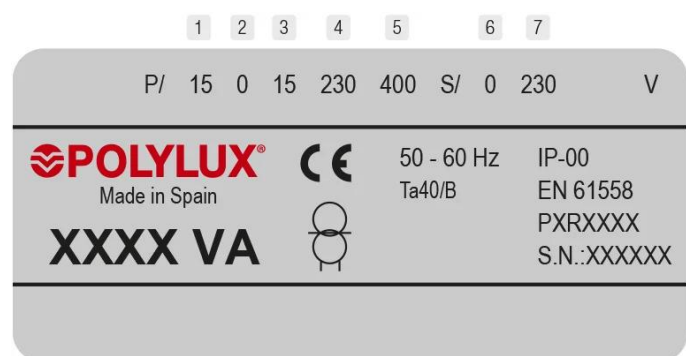 1 2 3 4 5 6 7
P/ 15 0 15 230 400 S/ 0 230 V
POLYLUX®
Made in Spain
XXXX VA
CE
50 - 60 Hz
Ta40/B
IP-00
EN 61558
PXRXXXX
S.N.:XXXXXX